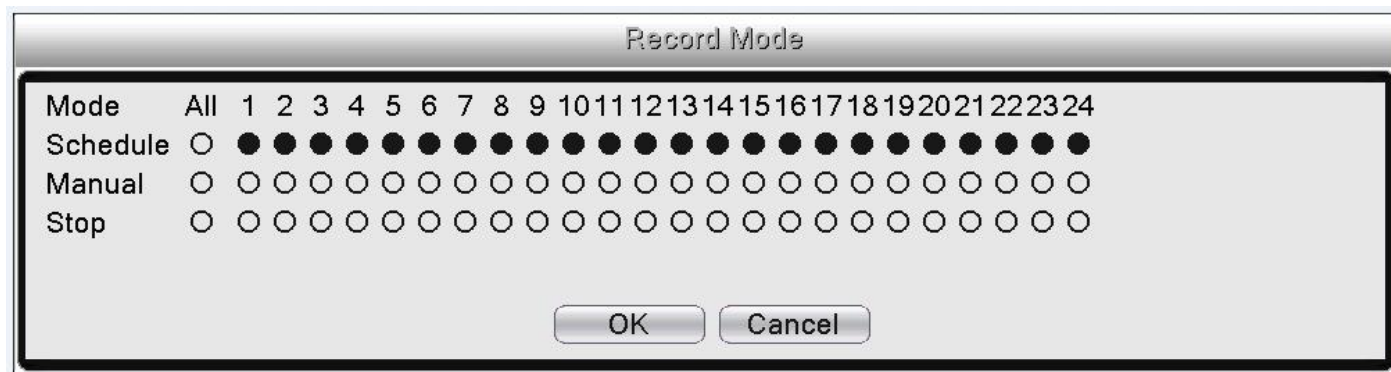 Record Mode
Mode All 1 2 3 4 5 6 7 8 9 10 11 12 13 14 15 16 17 18 19 20 21 22 23 24
Schedule
Manual
Stop
OK Cancel